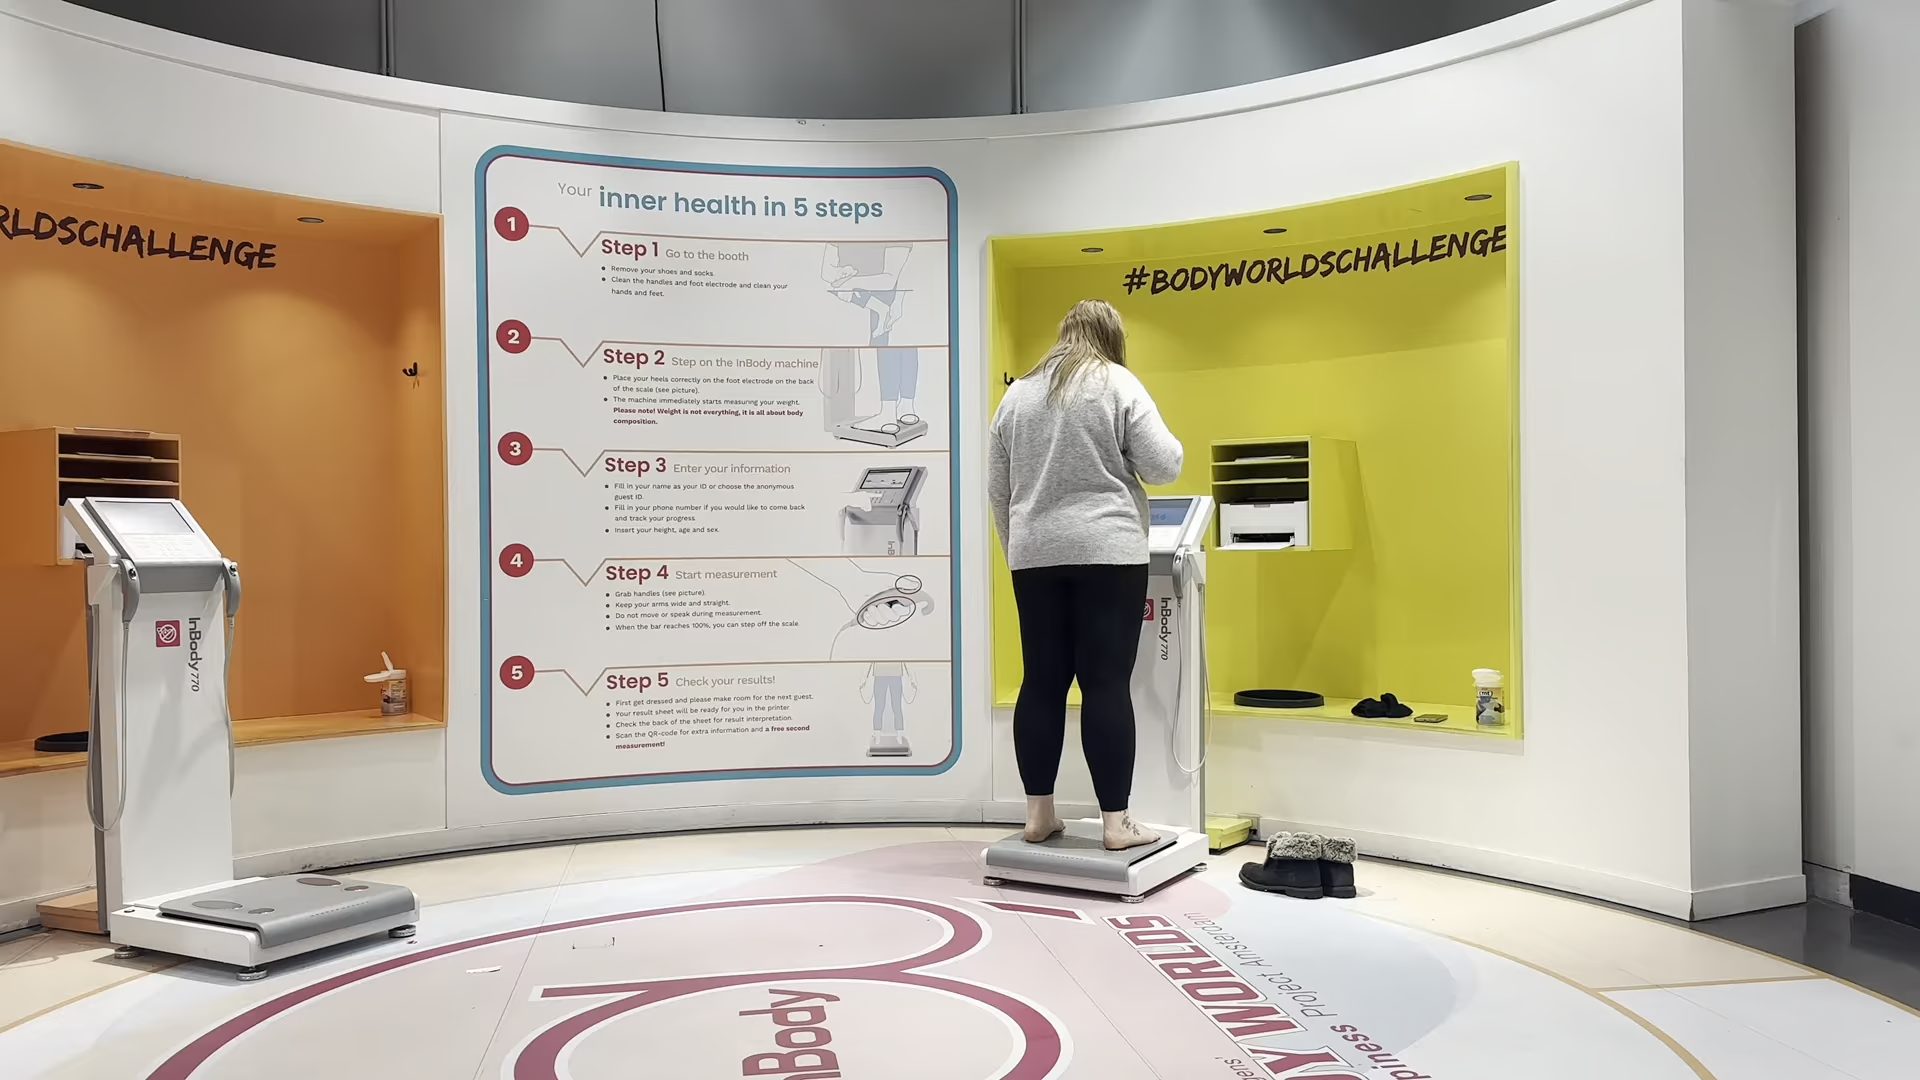 RLDSCHALLENGE
Your inner health in 5 steps
1
Step 1 Go to the booth
• Remove your shoes and socks.
• Clean the handles and foot electrode and clean your
hands and feet.
2
Step 2 Step on the InBody machine
• Place your heels correctly on the foot electrode on the back
of the scale (see picture).
• The machine immediately starts measuring your weight.
Please note! Weight is not everything, it is all about body
composition.
3
Step 3 Enter your information
• Fill in your name as your ID or choose the anonymous
guest ID.
• Fill in your phone number if you would like to come back
and track your progress.
• Insert your height, age and sex.
4
Step 4 Start measurement
• Grab handles (see picture).
• Keep your arms wide and straight.
• Do not move or speak during measurement.
• When the bar reaches 100%, you can step off the scale.
5
Step 5 Check your results!
• First get dressed and please make room for the next guest.
• Your result sheet will be ready for you in the printer
• Check the back of the sheet for result interpretation.
• Scan the QR-code for extra information and a free second
measurement!
#BODYWORLDSCHALLENGE
InBody 770
InBody 770
nBody
DY WORLDS
piness Project Amsterdam